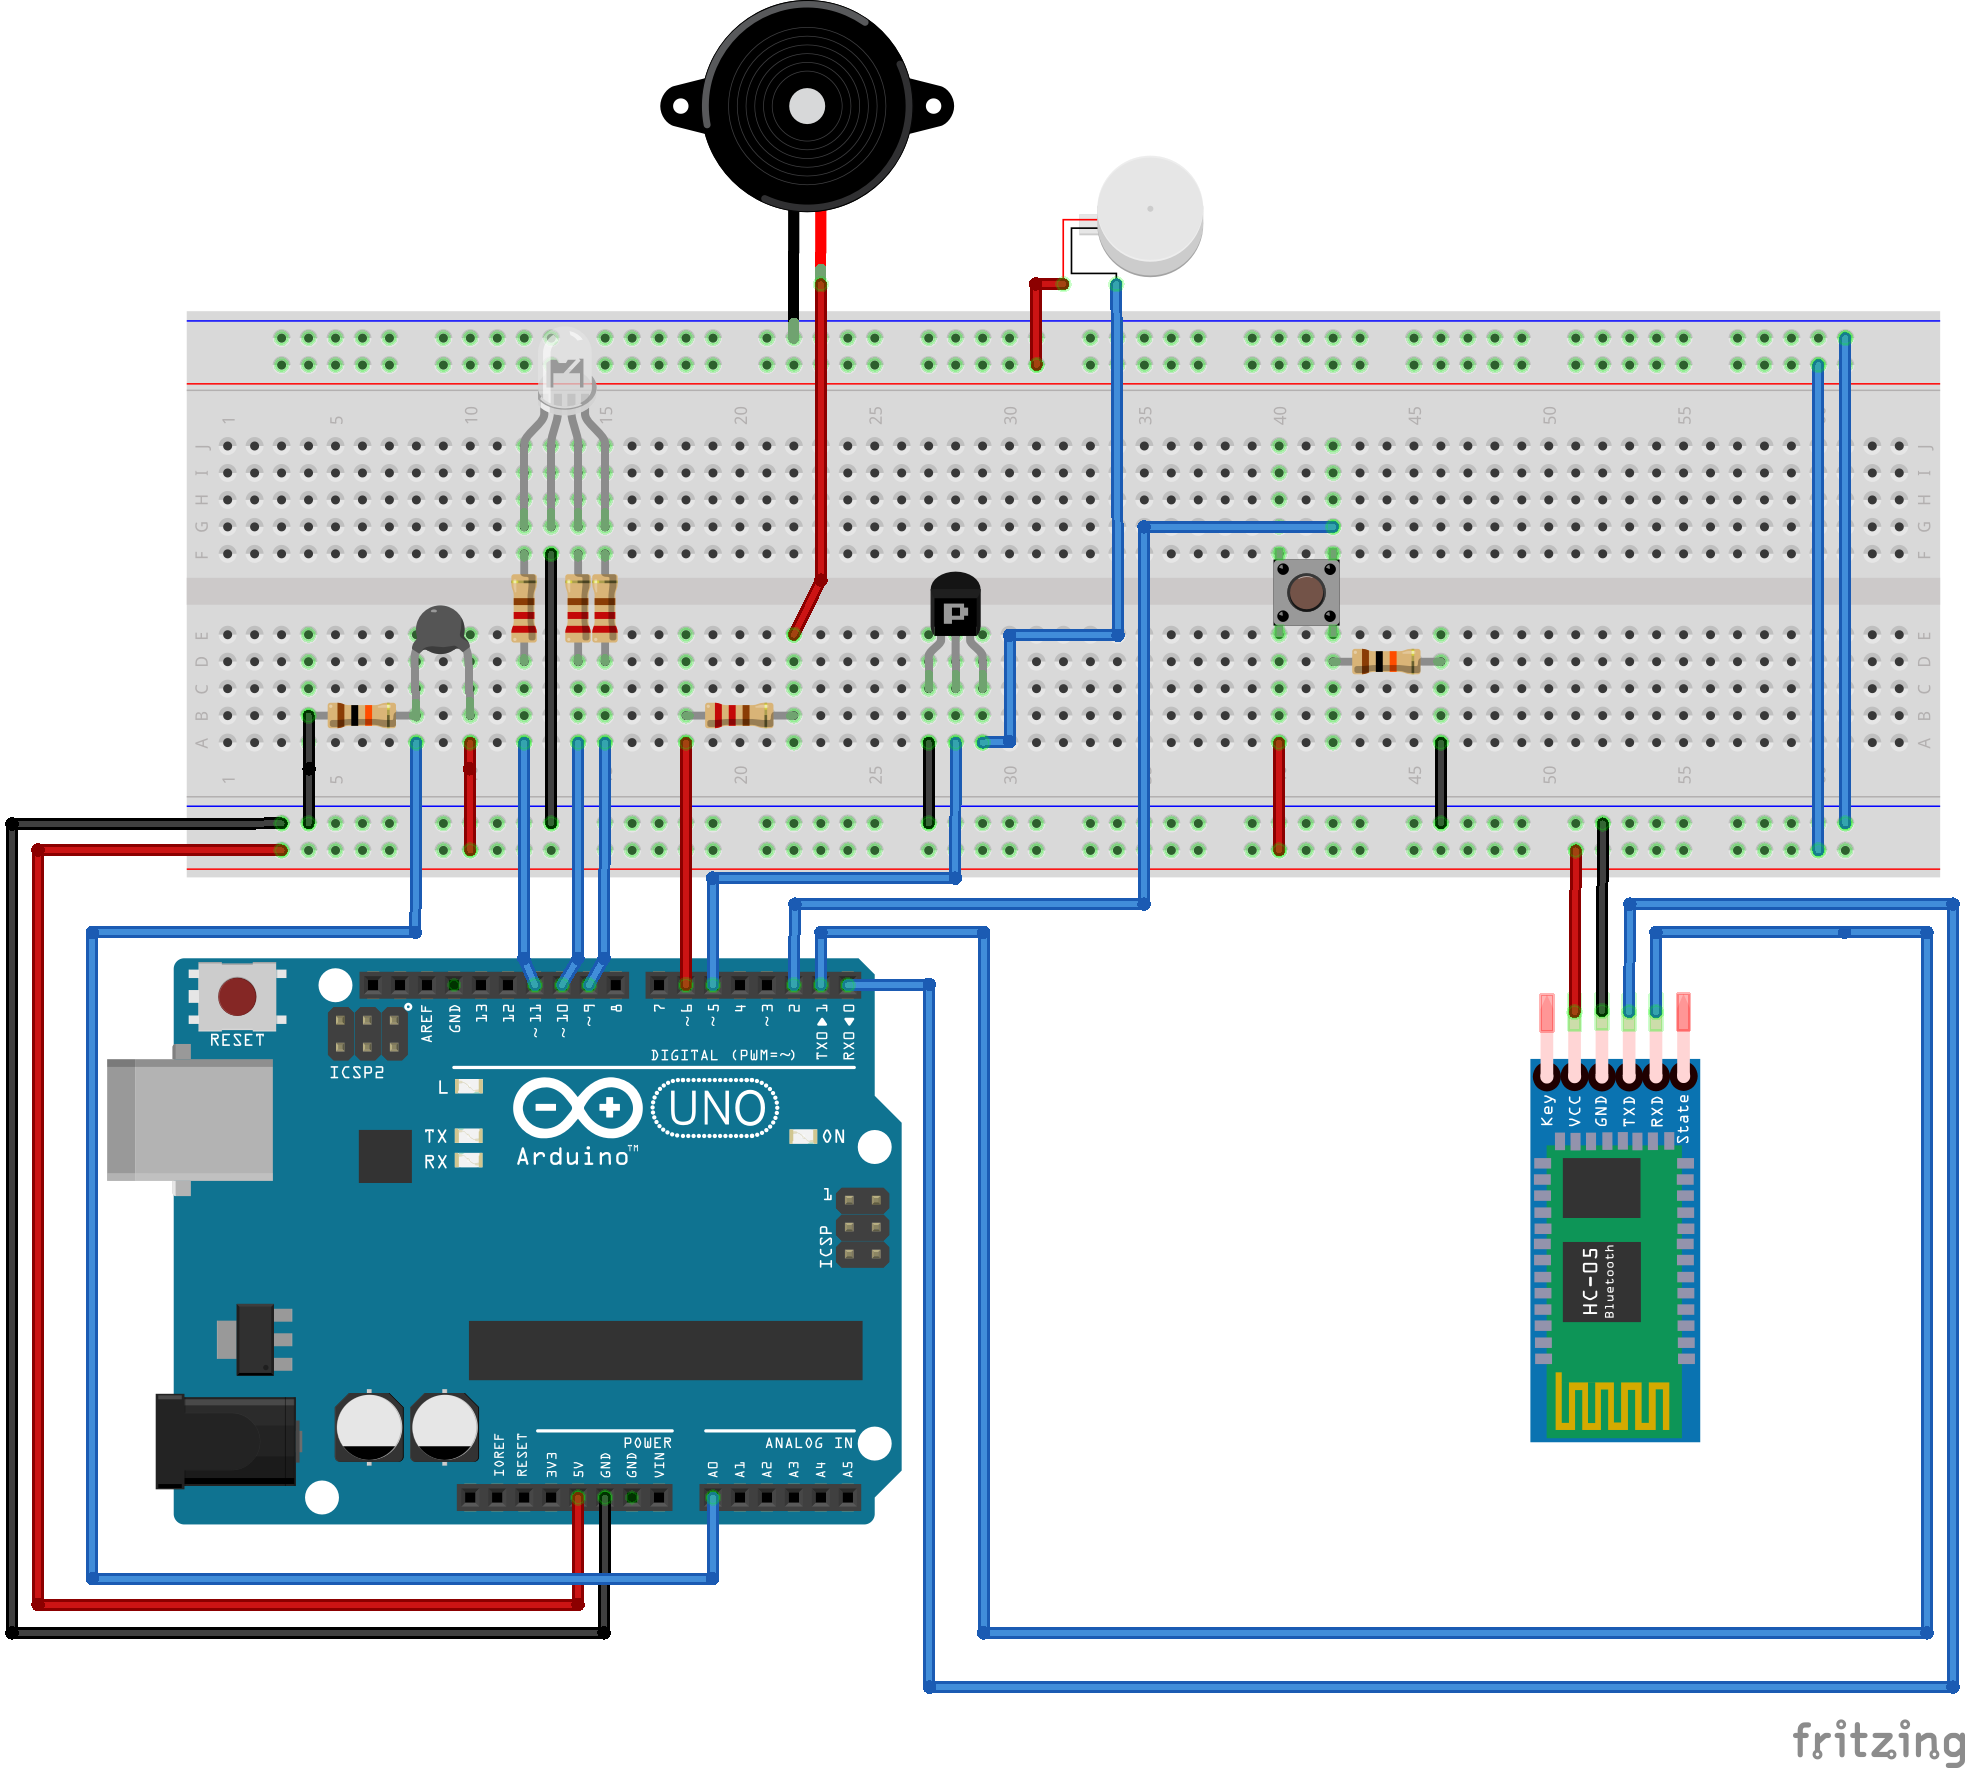 1 5 10 15 20 25 30 35 40 45 50 55
J J
I I
H H
G G
F F
P
E E
D D
C C
B B
A A
1 5 20 25 30 45 50 55
RESET
ICSP2
AREF
GND
13
12
~11
~10
~9
8
7
~6
~5
4
~3
2
TX0▶1
RX0◀0
DIGITAL (PWM=~)
L
TX
RX
UNO
ON
Arduino™
1
ICSP
POWER
ANALOG IN
IOREF
RESET
3V3
5V
GND
GND
VIN
A0
A1
A2
A3
A4
A5
Key
VCC
GND
TXD
RXD
State
HC-05
Bluetooth
fritzing